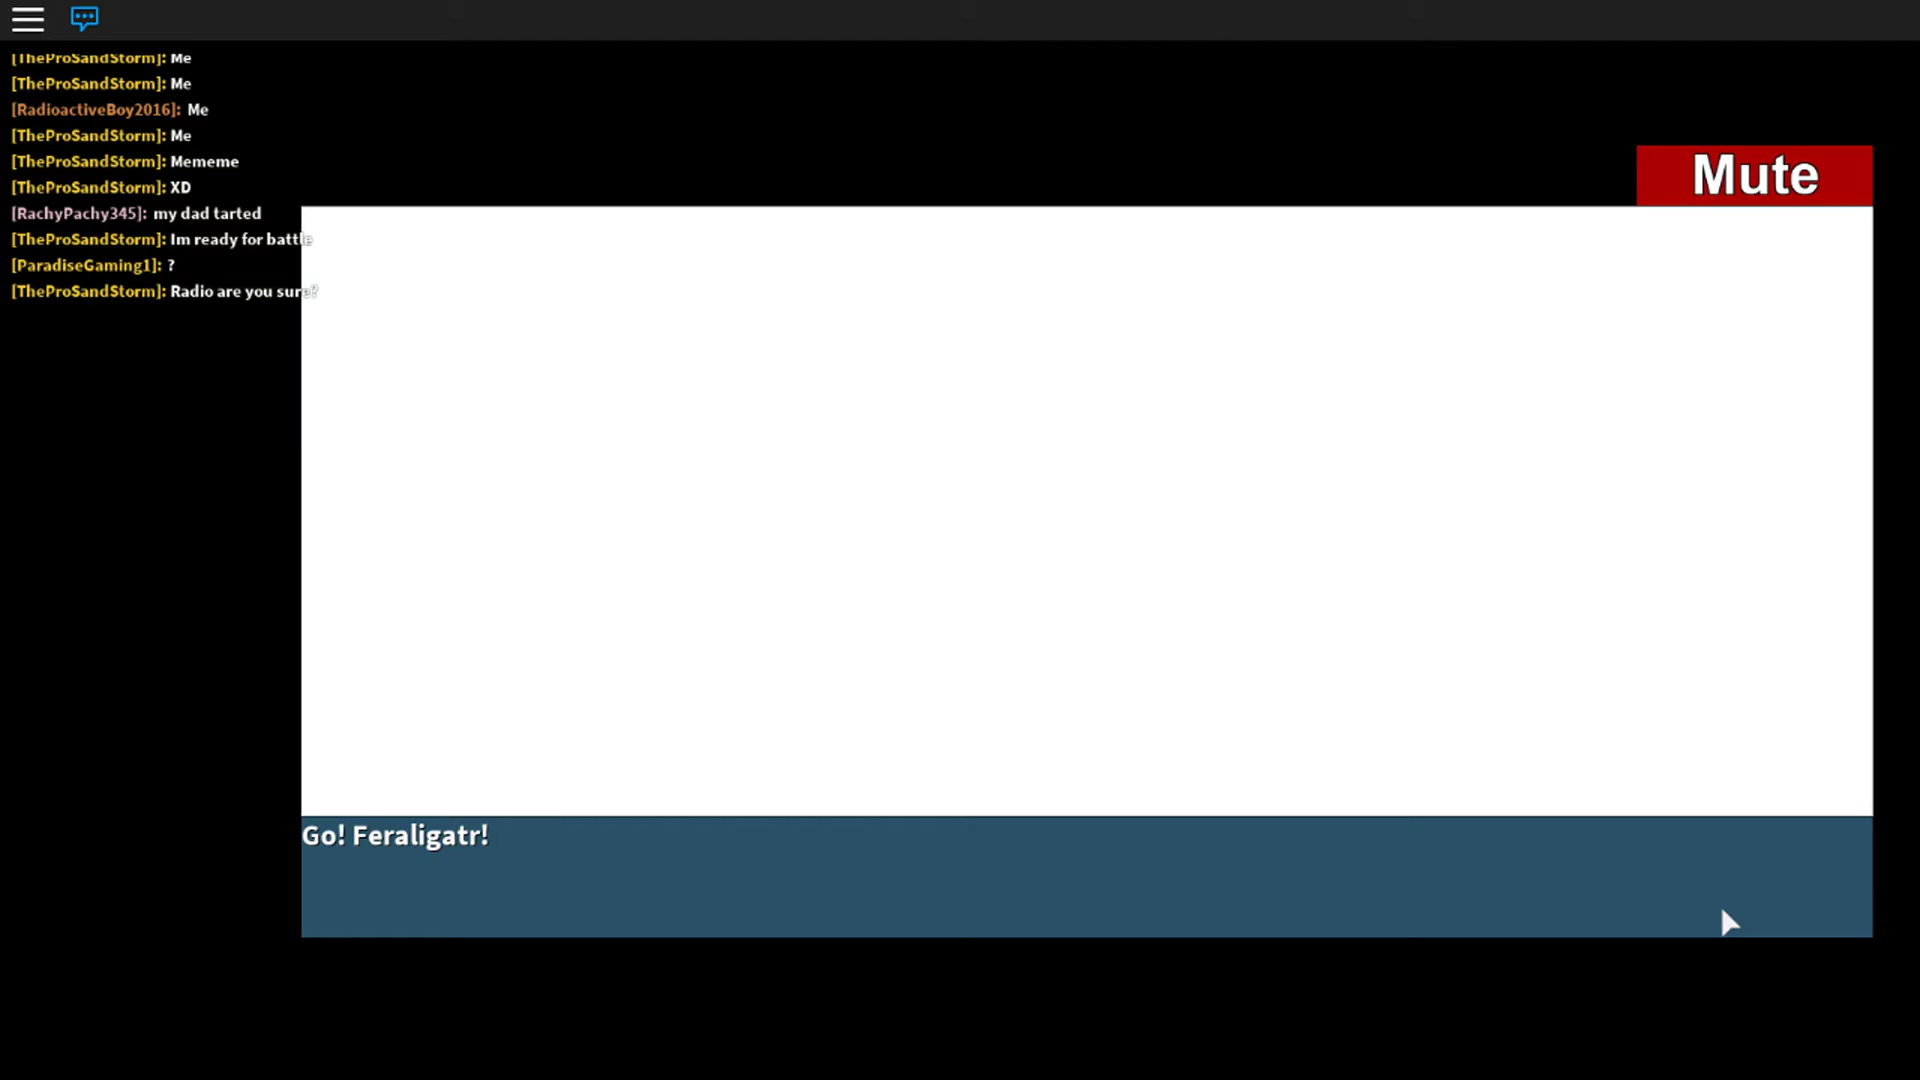 [TheProSandStorm]: Me
[TheProSandStorm]: Me
[RadioactiveBoy2016]: Me
[TheProSandStorm]: Me
[TheProSandStorm]: Mememe
[TheProSandStorm]: XD
[RachyPachy345]: my dad tarted
[TheProSandStorm]: Im ready for battle
[ParadiseGaming1]: ?
[TheProSandStorm]: Radio are you sure?
Mute
Go! Feraligatr!